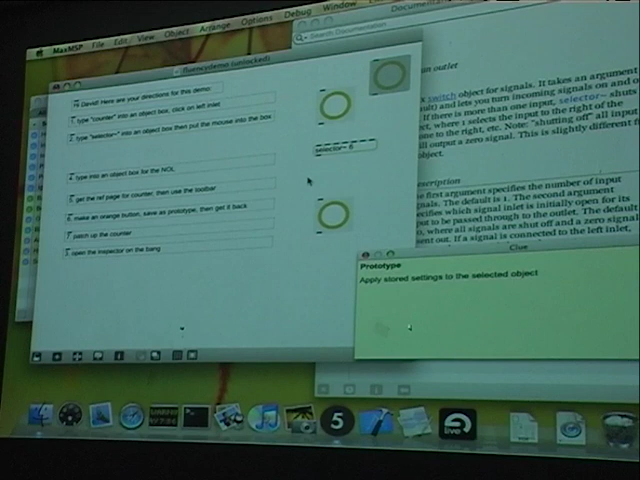 MaxMSP File Edit View Object Arrange Options Debug Window
Documentation
Search Documentation
fluencydemo (unlocked)
David! Here are your directions for this demo:
type "counter" into an object box, click on left inlet
type "selector~" into an object box then put the mouse into the box
type into an object box for the NOL
get the ref page for counter, then use the toolbar
make an orange button, save as prototype, then get it back
patch up the counter
open the inspector on the bang
selector~ 6
an outlet
switch object for signals. It takes an argument
and lets you turn incoming signals on and
If there is more than one input, selector~ shuts
where 1 selects the input to the right of the
one to the right, etc. Note: "shutting off" all input
output a zero signal. This is slightly different
object.
first argument specifies the number of input
The default is 1. The second argument
which signal inlet is initially open for its
to be passed through to the outlet. The default
where all signals are shut off and a zero
sent out. If a signal is connected to the left inlet,
Clue
Prototype
Apply stored settings to the selected object
5
live